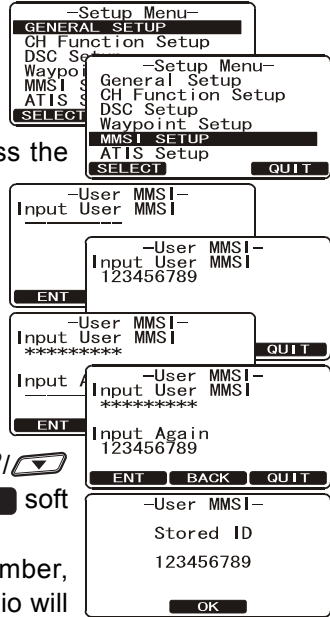 —Setup Menu—
GENERAL SETUP
CH Function Setup
DSC Se
Waypoi
MMSI S
ATIS S
SELECT
—Setup Menu—
General Setup
CH Function Setup
DSC Setup
Waypoint Setup
MMSI SETUP
ATIS Setup
SELECT QUIT
ss the
—User MMSI—
Input User MMSI
_________
ENT
—User MMSI—
Input User MMSI
123456789
QUIT
—User MMSI—
Input User MMSI
*********
Input A
ENT
—User MMSI—
Input User MMSI
*********
Input Again
123456789
ENT BACK QUIT
/
soft
—User MMSI—
Stored ID
123456789
OK
mber,
io will